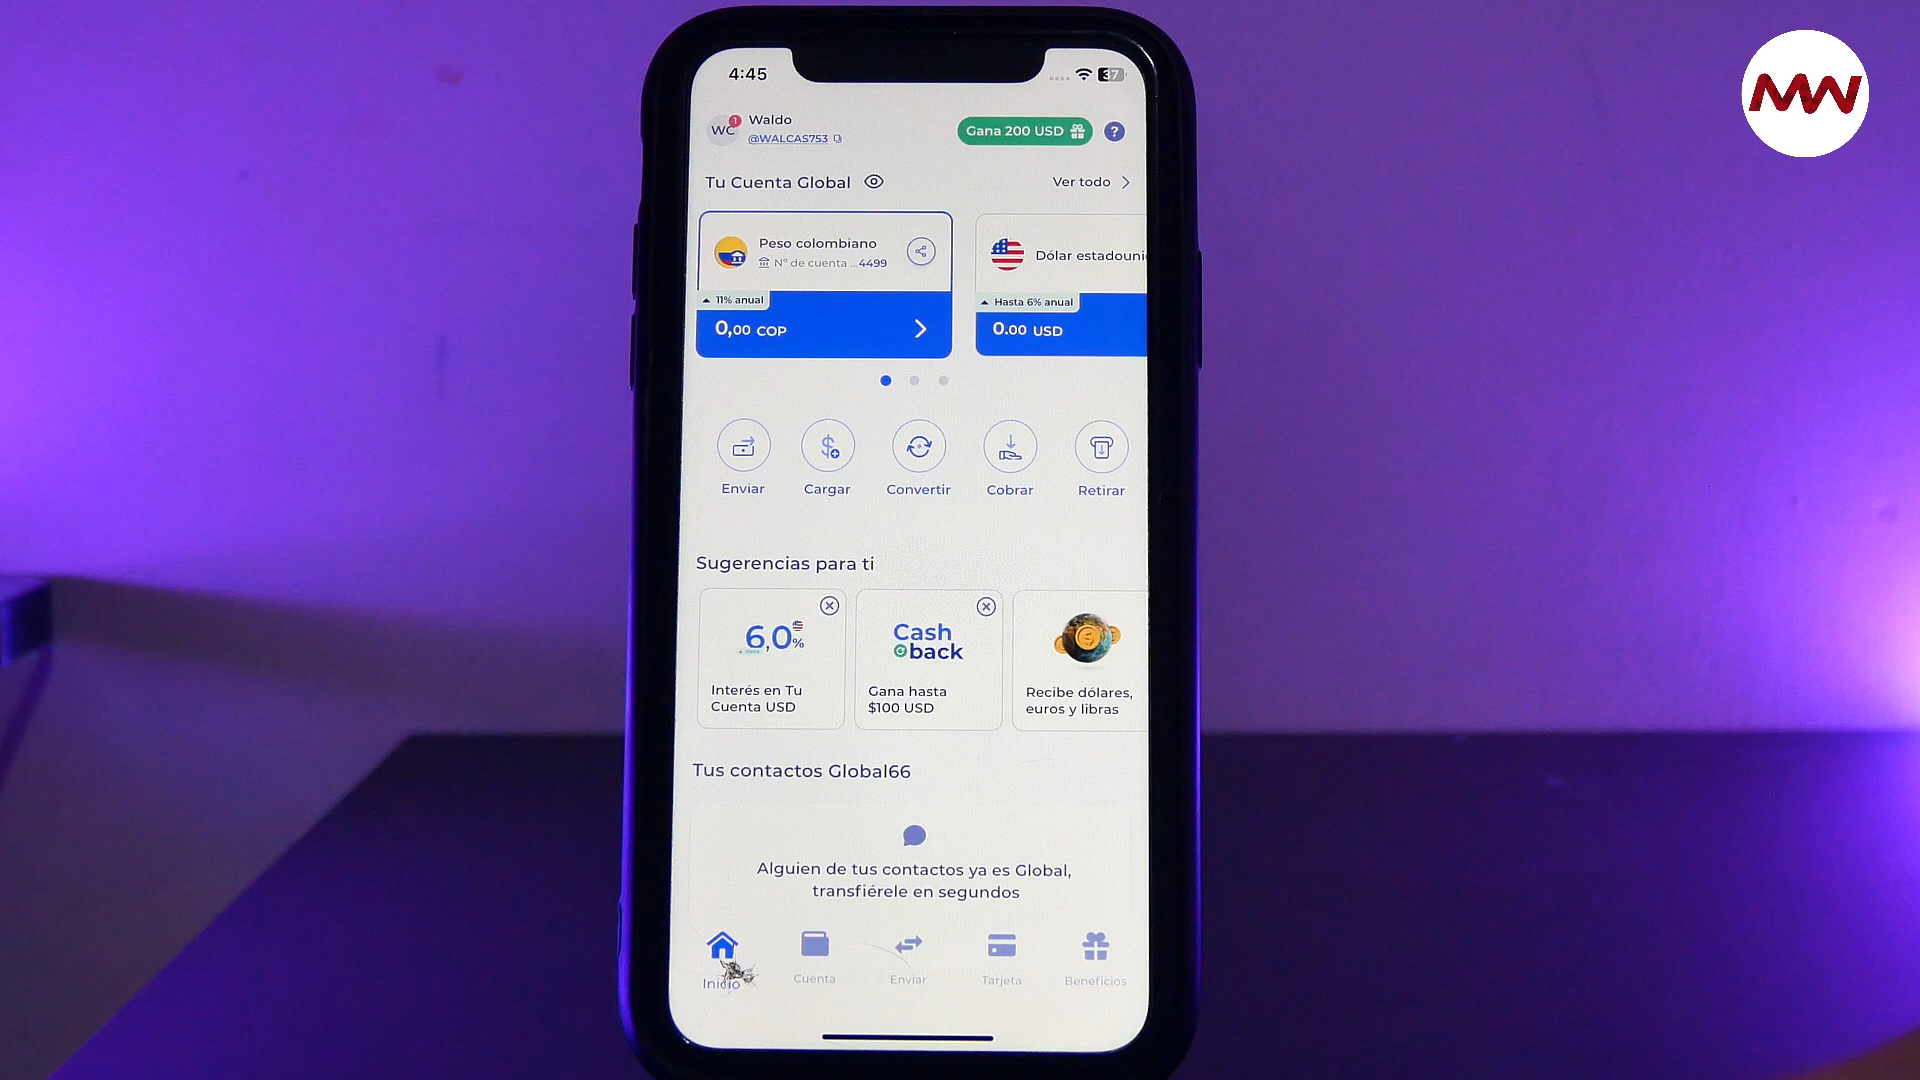 4:45
37
MW
WC
1
Waldo
@WALCAS753
Gana 200 USD
?
Tu Cuenta Global
Ver todo
Peso colombiano
N° de cuenta ...4499
11% anual
0,00 COP
Dólar estadouni
Hasta 6% anual
0.00 USD
Enviar
Cargar
Convertir
Cobrar
Retirar
Sugerencias para ti
6,0%
Interés en Tu
Cuenta USD
Cash
back
Gana hasta
$100 USD
Recibe dólares,
euros y libras
Tus contactos Global66
Alguien de tus contactos ya es Global,
transfiérele en segundos
Inicio
Cuenta
Enviar
Tarjeta
Beneficios